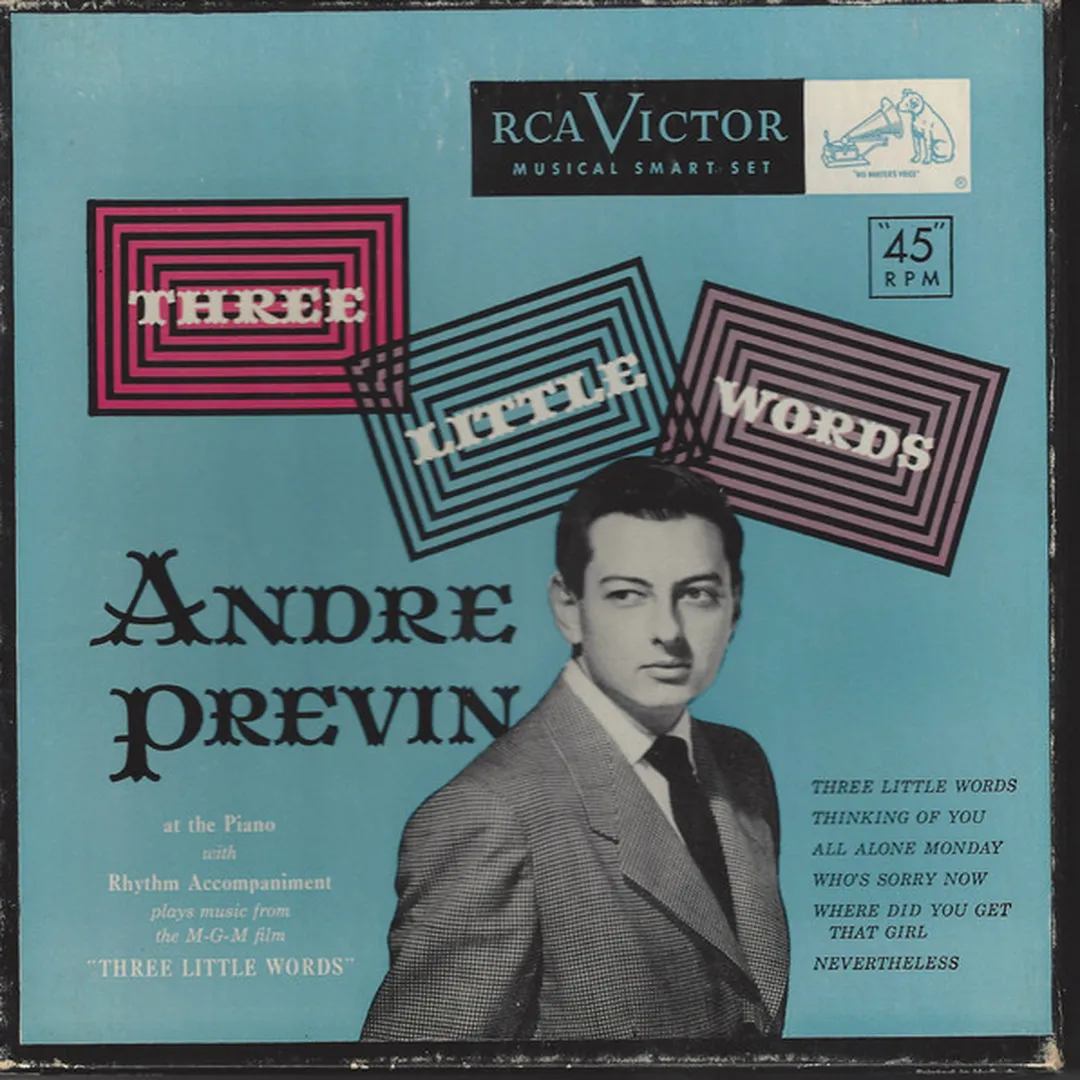 RCA VICTOR
MUSICAL SMART SET
"HIS MASTER'S VOICE"
®
"45"
RPM
THREE
LITTLE
WORDS
ANDRE
PREVIN
at the Piano
with
Rhythm Accompaniment
plays music from
the M-G-M film
"THREE LITTLE WORDS"
THREE LITTLE WORDS
THINKING OF YOU
ALL ALONE MONDAY
WHO'S SORRY NOW
WHERE DID YOU GET
THAT GIRL
NEVERTHELESS